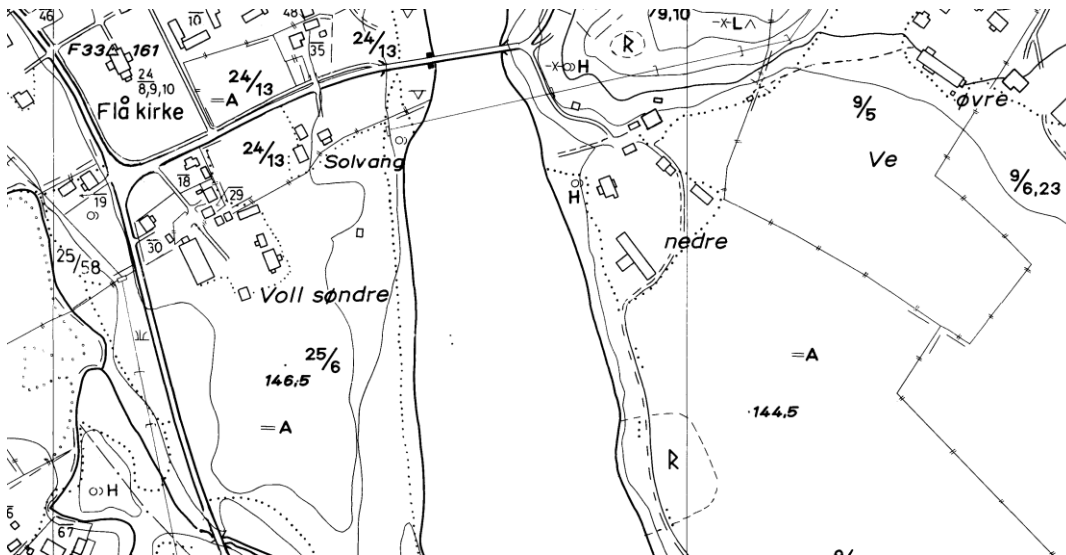 46
10
48
35
24/13
9,10
L
R
H
F33 161
24
8,9,10
Flå kirke
24/13
A
øvre
9/5
Ve
9/6,23
24/13
Solvang
18
29
19
H
30
nedre
25/58
Voll søndre
25/6
146,5
A
A
144,5
R
H
67